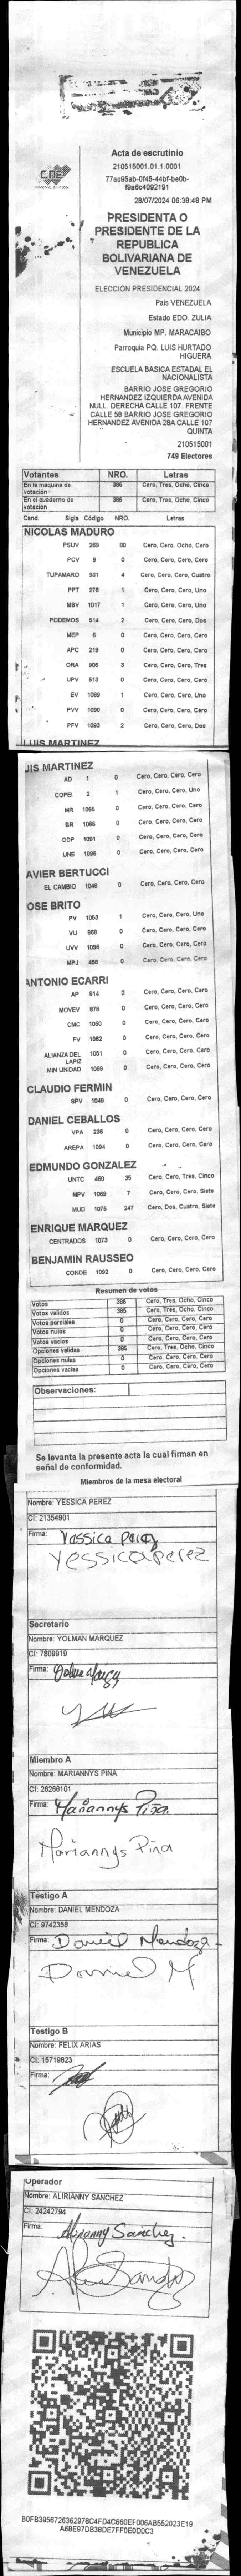 CNE
Acta de escrutinio
210515001.01.1.0001
77ac95ab-0f45-44bf-be0b-
f9a6c4092191
28/07/2024 06:38:48 PM
PRESIDENTA O
PRESIDENTE DE LA
REPUBLICA
BOLIVARIANA DE
VENEZUELA
ELECCIÓN PRESIDENCIAL 2024
País VENEZUELA
Estado EDO. ZULIA
Municipio MP. MARACAIBO
Parroquia PQ. LUIS HURTADO
HIGUERA
ESCUELA BASICA ESTADAL EL
NACIONALISTA
BARRIO JOSE GREGORIO
HERNANDEZ IZQUIERDA AVENIDA
NULL. DERECHA CALLE 107. FRENTE
CALLE 58 BARRIO JOSE GREGORIO
HERNANDEZ AVENIDA 28A CALLE 107
QUINTA
210515001
749 Electores
Votantes NRO. Letras
En la máquina de votación 385 Cero, Tres, Ocho, Cinco
En el cuaderno de votación 385 Cero, Tres, Ocho, Cinco
Cand. Sigla Código NRO. Letras
NICOLAS MADURO
PSUV 269 80 Cero, Cero, Ocho, Cero
PCV 9 0 Cero, Cero, Cero, Cero
TUPAMARO 931 4 Cero, Cero, Cero, Cuatro
PPT 278 1 Cero, Cero, Cero, Uno
MSV 1017 1 Cero, Cero, Cero, Uno
PODEMOS 514 2 Cero, Cero, Cero, Dos
MEP 6 0 Cero, Cero, Cero, Cero
APC 219 0 Cero, Cero, Cero, Cero
ORA 906 3 Cero, Cero, Cero, Tres
UPV 613 0 Cero, Cero, Cero, Cero
EV 1089 1 Cero, Cero, Cero, Uno
PVV 1090 0 Cero, Cero, Cero, Cero
PFV 1093 2 Cero, Cero, Cero, Dos
LUIS MARTINEZ
UIS MARTINEZ
AD 1 0 Cero, Cero, Cero, Cero
COPEI 2 1 Cero, Cero, Cero, Uno
MR 1065 0 Cero, Cero, Cero, Cero
BR 1066 0 Cero, Cero, Cero, Cero
DDP 1091 0 Cero, Cero, Cero, Cero
UNE 1095 0 Cero, Cero, Cero, Cero
AVIER BERTUCCI
EL CAMBIO 1048 0 Cero, Cero, Cero, Cero
OSE BRITO
PV 1053 1 Cero, Cero, Cero, Uno
VU 968 0 Cero, Cero, Cero, Cero
UVV 1096 0 Cero, Cero, Cero, Cero
MPJ 458 0 Cero, Cero, Cero, Cero
ANTONIO ECARRI
AP 914 0 Cero, Cero, Cero, Cero
MOVEV 878 0 Cero, Cero, Cero, Cero
CMC 1060 0 Cero, Cero, Cero, Cero
FV 1062 0 Cero, Cero, Cero, Cero
ALIANZA DEL LAPIZ 1051 0 Cero, Cero, Cero, Cero
MIN UNIDAD 1069 0 Cero, Cero, Cero, Cero
CLAUDIO FERMIN
SPV 1049 0 Cero, Cero, Cero, Cero
DANIEL CEBALLOS
VPA 236 0 Cero, Cero, Cero, Cero
AREPA 1094 0 Cero, Cero, Cero, Cero
EDMUNDO GONZALEZ
UNTC 460 35 Cero, Cero, Tres, Cinco
MPV 1069 7 Cero, Cero, Cero, Siete
MUD 1075 247 Cero, Dos, Cuatro, Siete
ENRIQUE MARQUEZ
CENTRADOS 1073 0 Cero, Cero, Cero, Cero
BENJAMIN RAUSSEO
CONDE 1092 0 Cero, Cero, Cero, Cero
Resumen de votos
Votos 385 Cero, Tres, Ocho, Cinco
Votos validos 385 Cero, Tres, Ocho, Cinco
Votos parciales 0 Cero, Cero, Cero, Cero
Votos nulos 0 Cero, Cero, Cero, Cero
Votos vacios 0 Cero, Cero, Cero, Cero
Opciones validas 385 Cero, Tres, Ocho, Cinco
Opciones nulas 0 Cero, Cero, Cero, Cero
Opciones vacias 0 Cero, Cero, Cero, Cero
Observaciones:
Se levanta la presente acta la cual firman en
señal de conformidad.
Miembros de la mesa electoral
Nombre: YESSICA PEREZ
CI: 21354901
Firma: Yessica Perez
Yessica perez
Secretario
Nombre: YOLMAN MARQUEZ
CI: 7809919
Firma:
Miembro A
Nombre: MARIANNYS PIÑA
CI: 26266101
Firma: Mariannys Piña.
Mariannys Piña
Testigo A
Nombre: DANIEL MENDOZA
CI: 9742358
Firma: Daniel Mendoza
Daniel M
Testigo B
Nombre: FELIX ARIAS
CI: 15719823
Firma:
Operador
Nombre: ALIRIANNY SANCHEZ
CI: 24242794
Firma: Alirianny Sanchez.
B0FB395672636297BC4FD4C660EF006AB552023E19
A68E97DB38DE7FF0E0D0C3